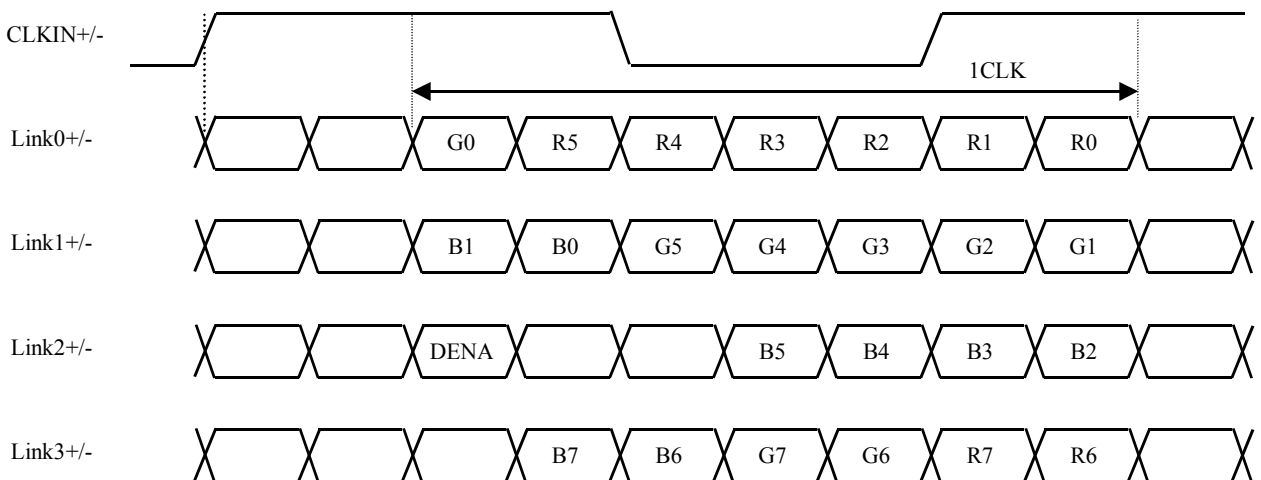 CLKIN+/-
1CLK
Link0+/- G0 R5 R4 R3 R2 R1 R0
Link1+/- B1 B0 G5 G4 G3 G2 G1
Link2+/- DENA B5 B4 B3 B2
Link3+/- B7 B6 G7 G6 R7 R6